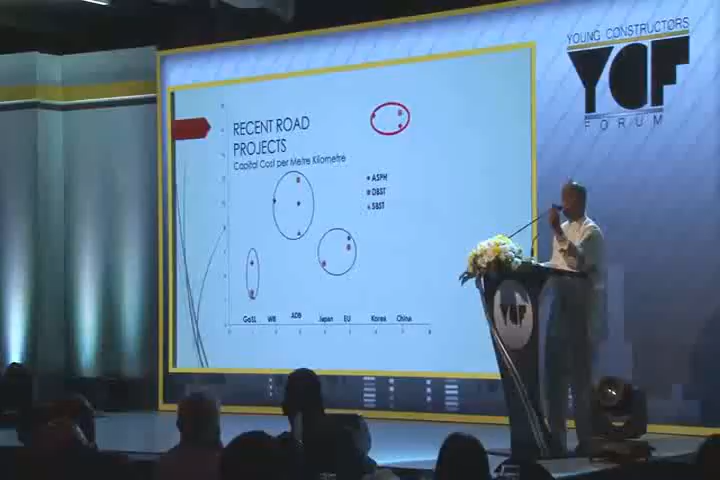 YOUNG CONSTRUCTORS
YCF
FORUM
RECENT ROAD
PROJECTS
Capital Cost per Metre Kilometre
ASPH
DBST
SBST
GoSL WB ADB Japan EU Korea China
YCF